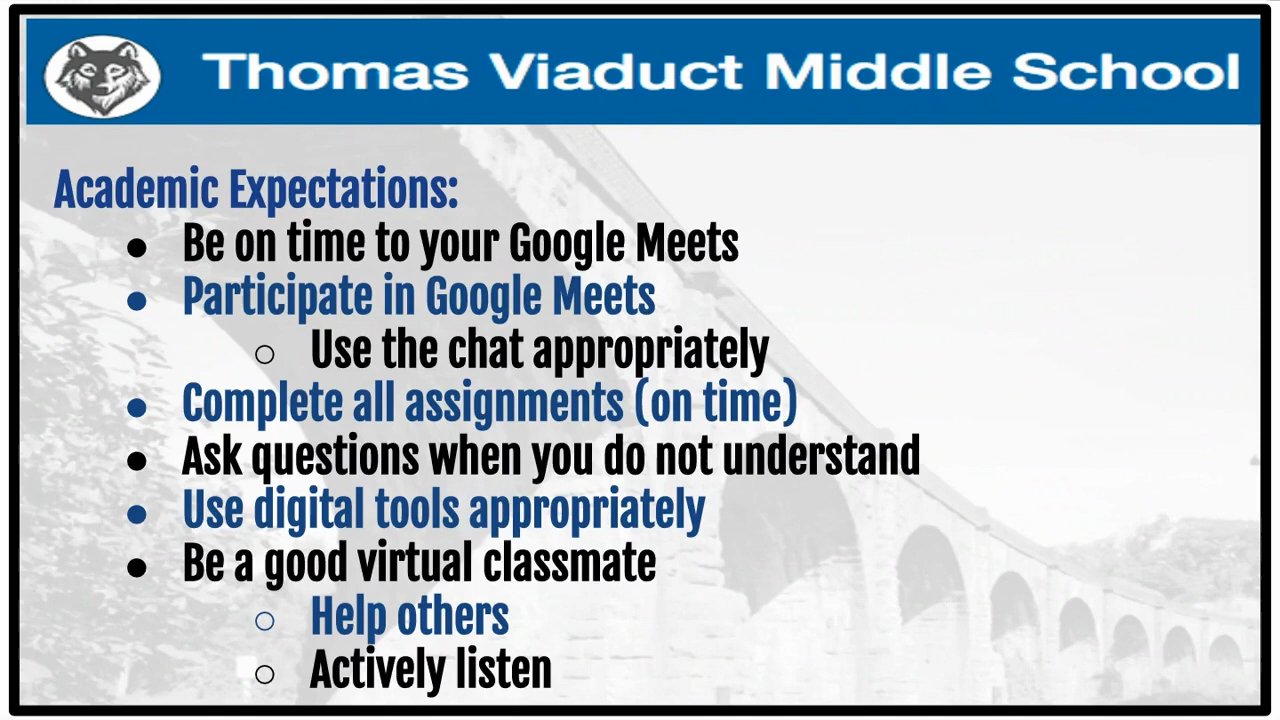 Thomas Viaduct Middle School
Academic Expectations:
● Be on time to your Google Meets
● Participate in Google Meets
○ Use the chat appropriately
● Complete all assignments (on time)
● Ask questions when you do not understand
● Use digital tools appropriately
● Be a good virtual classmate
○ Help others
○ Actively listen